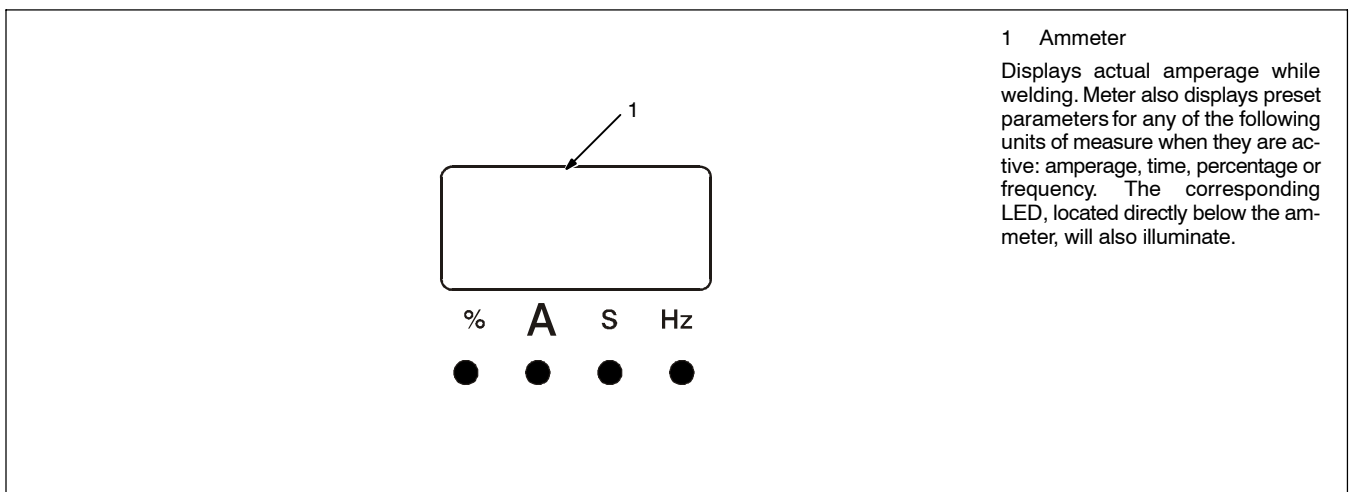 1
% A S Hz
1 Ammeter
Displays actual amperage while
welding. Meter also displays preset
parameters for any of the following
units of measure when they are ac-
tive: amperage, time, percentage or
frequency. The corresponding
LED, located directly below the am-
meter, will also illuminate.